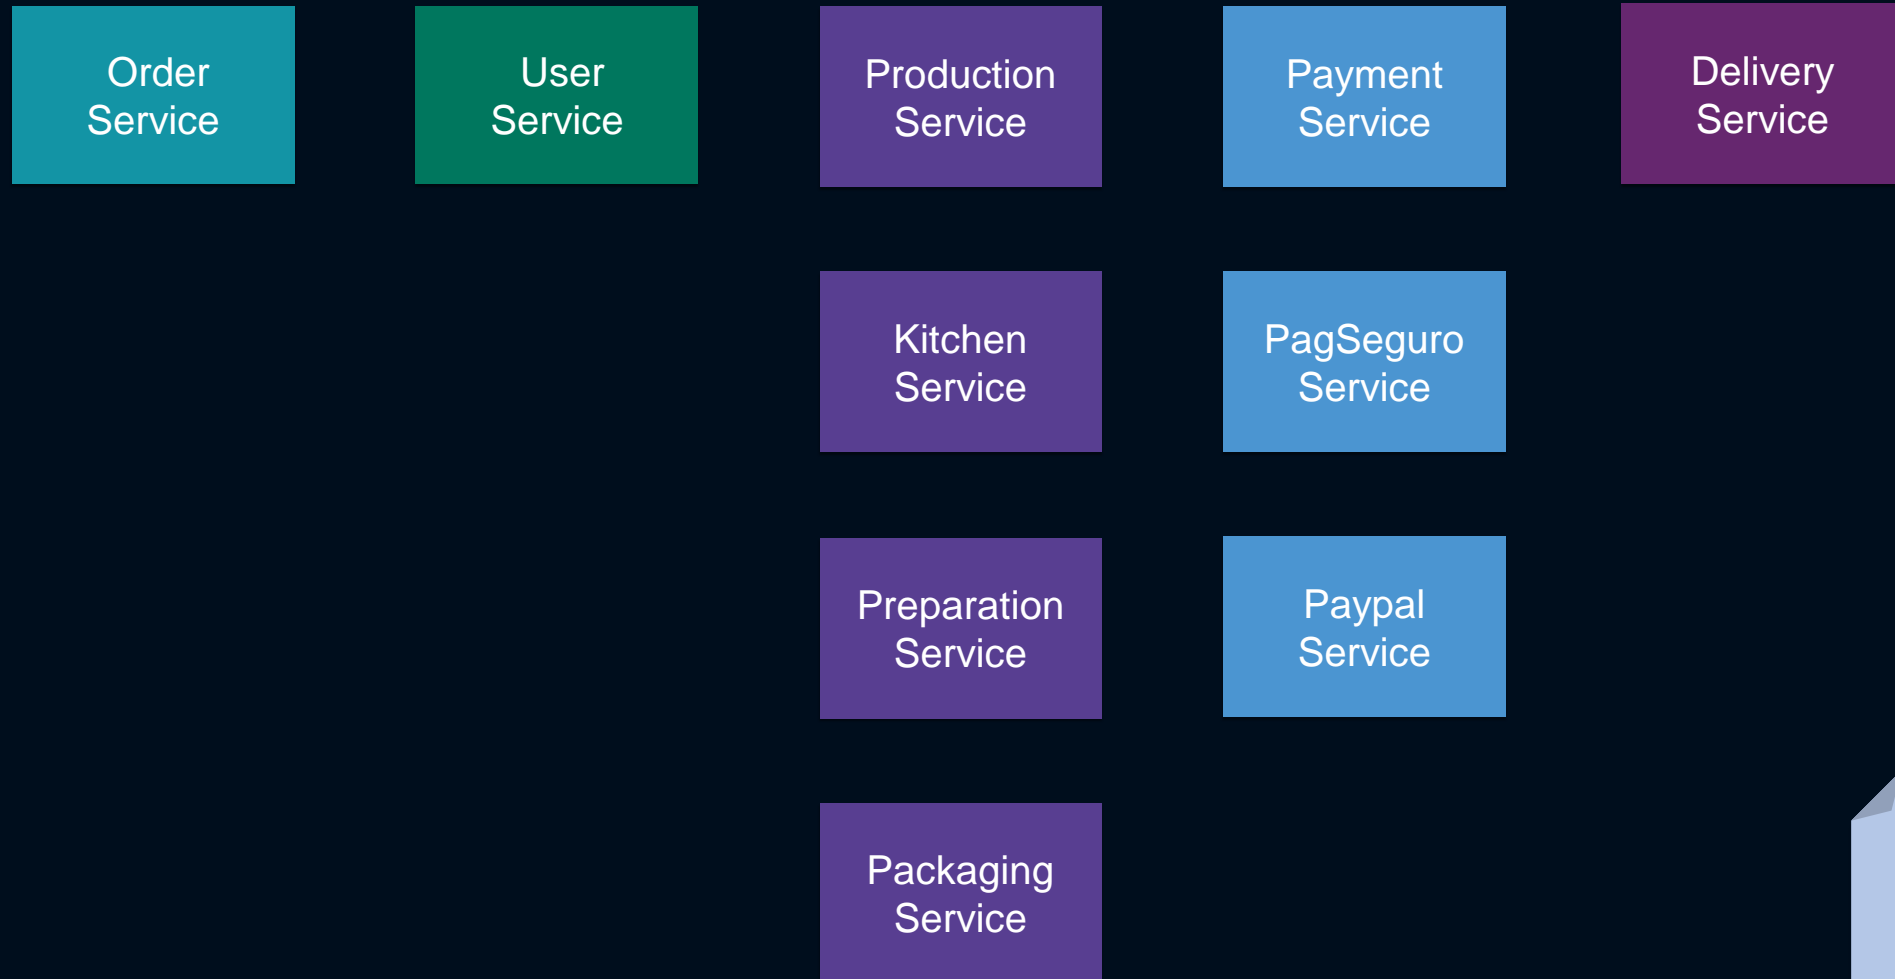 Order
Service
User
Service
Production
Service
Payment
Service
Delivery
Service
Kitchen
Service
PagSeguro
Service
Preparation
Service
Paypal
Service
Packaging
Service